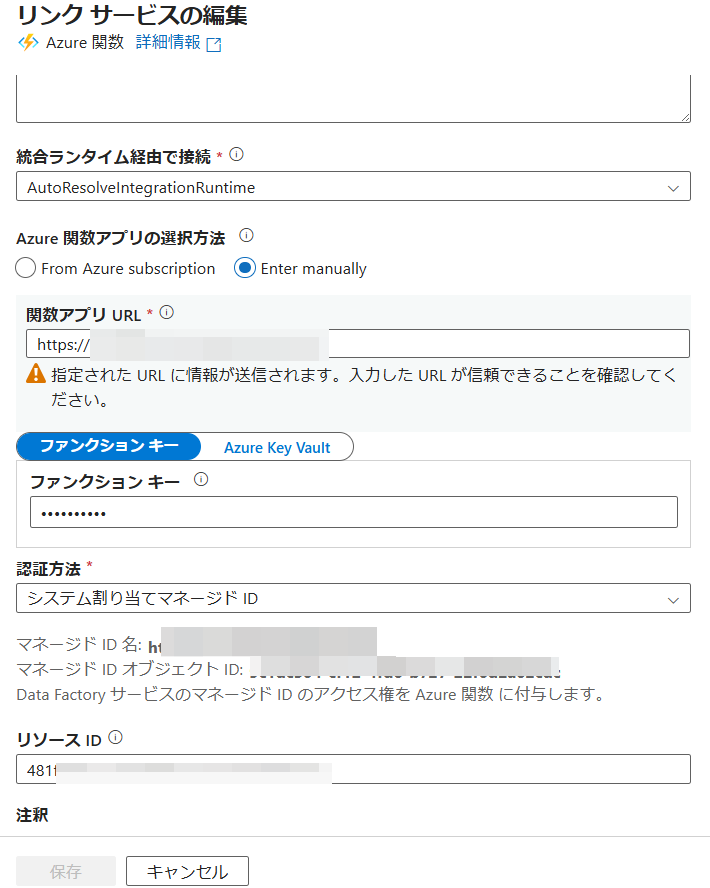 リンク サービスの編集
Azure 関数 詳細情報
統合ランタイム経由で接続 *
AutoResolveIntegrationRuntime
Azure 関数アプリの選択方法
From Azure subscription Enter manually
関数アプリ URL *
https://
指定された URL に情報が送信されます。入力した URL が信頼できることを確認してく
ださい。
ファンクション キー Azure Key Vault
ファンクション キー
••••••••••
認証方法 *
システム割り当てマネージド ID
マネージド ID 名:
マネージド ID オブジェクト ID:
Data Factory サービスのマネージド ID のアクセス権を Azure 関数 に付与します。
リソース ID
481
注釈
保存 キャンセル